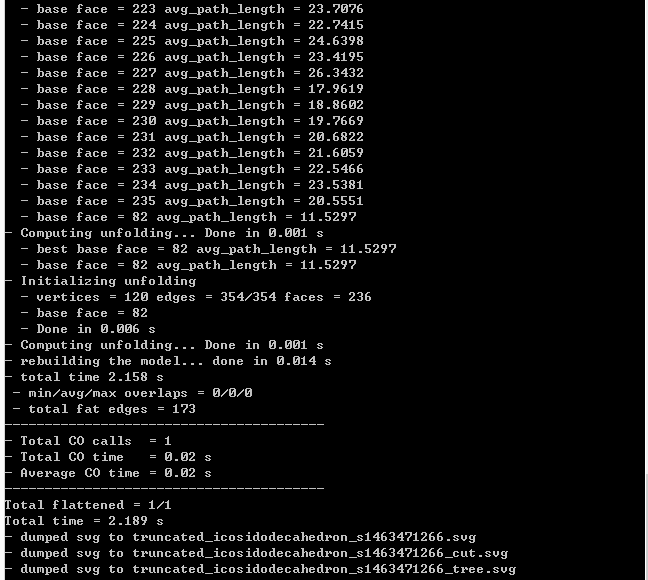 - base face = 223 avg_path_length = 23.7076
- base face = 224 avg_path_length = 22.7415
- base face = 225 avg_path_length = 24.6398
- base face = 226 avg_path_length = 23.4195
- base face = 227 avg_path_length = 26.3432
- base face = 228 avg_path_length = 17.9619
- base face = 229 avg_path_length = 18.8602
- base face = 230 avg_path_length = 19.7669
- base face = 231 avg_path_length = 20.6822
- base face = 232 avg_path_length = 21.6059
- base face = 233 avg_path_length = 22.5466
- base face = 234 avg_path_length = 23.5381
- base face = 235 avg_path_length = 20.5551
- base face = 82 avg_path_length = 11.5297
- Computing unfolding... Done in 0.001 s
- best base face = 82 avg_path_length = 11.5297
- base face = 82 avg_path_length = 11.5297
- Initializing unfolding
- vertices = 120 edges = 354/354 faces = 236
- base face = 82
- Done in 0.006 s
- Computing unfolding... Done in 0.001 s
- rebuilding the model... done in 0.014 s
- total time 2.158 s
- min/avg/max overlaps = 0/0/0
- total fat edges = 173
----------------------------------------
- Total CO calls  = 1
- Total CO time   = 0.02 s
- Average CO time = 0.02 s
----------------------------------------
Total flattened = 1/1
Total time = 2.189 s
- dumped svg to truncated_icosidodecahedron_s1463471266.svg
- dumped svg to truncated_icosidodecahedron_s1463471266_cut.svg
- dumped svg to truncated_icosidodecahedron_s1463471266_tree.svg